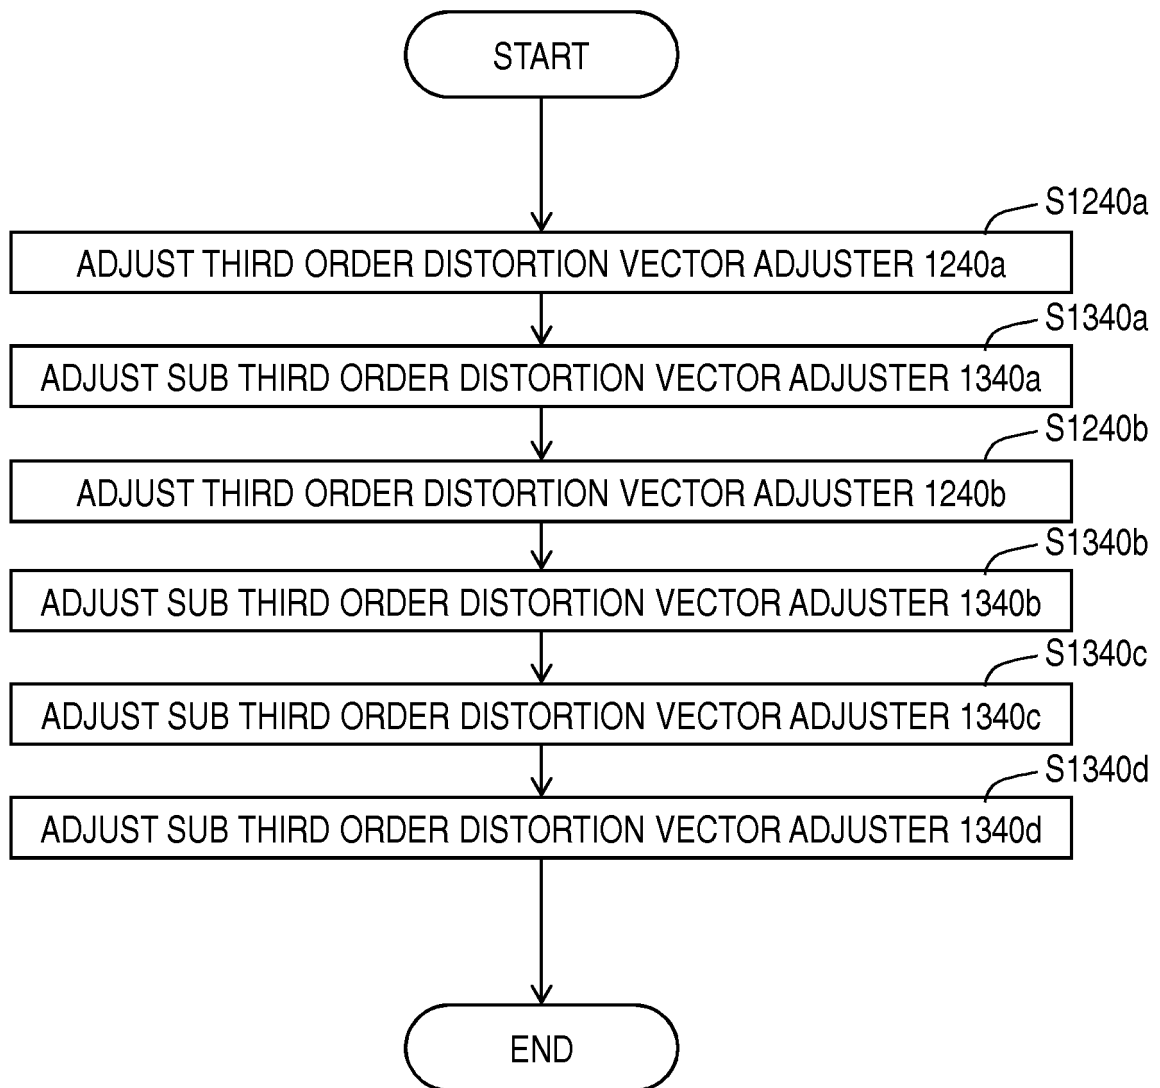 START
S1240a
ADJUST THIRD ORDER DISTORTION VECTOR ADJUSTER 1240a
S1340a
ADJUST SUB THIRD ORDER DISTORTION VECTOR ADJUSTER 1340a
S1240b
ADJUST THIRD ORDER DISTORTION VECTOR ADJUSTER 1240b
S1340b
ADJUST SUB THIRD ORDER DISTORTION VECTOR ADJUSTER 1340b
S1340c
ADJUST SUB THIRD ORDER DISTORTION VECTOR ADJUSTER 1340c
S1340d
ADJUST SUB THIRD ORDER DISTORTION VECTOR ADJUSTER 1340d
END